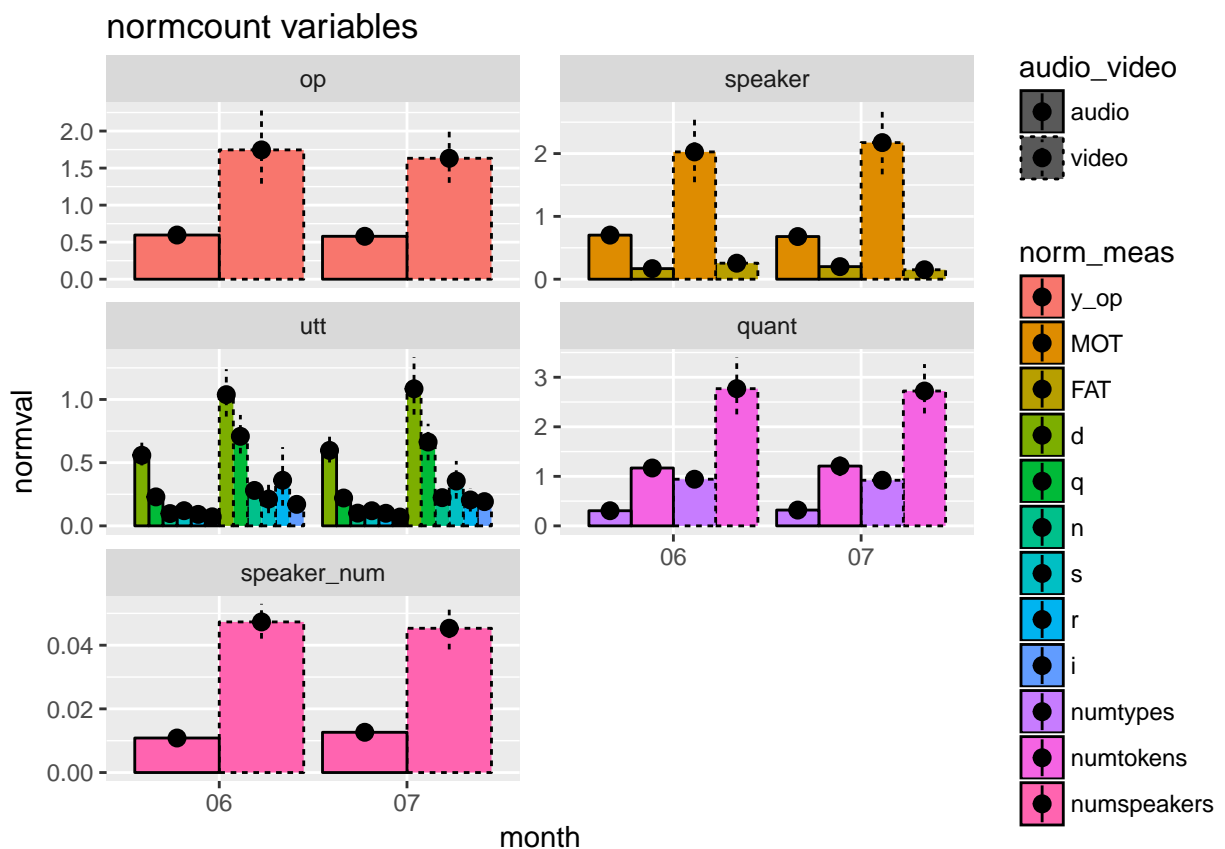 normcount variables
op
speaker
0.0
0.5
1.0
1.5
2.0
0
1
2
utt
quant
0.0
0.5
1.0
0
1
2
3
06
07
speaker_num
0.00
0.02
0.04
06
07
month
normval
audio_video
audio
video
norm_meas
y_op
MOT
FAT
d
q
n
s
r
i
numtypes
numtokens
numspeakers